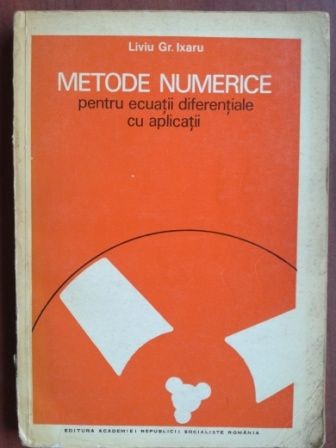 Liviu Gr. Ixaru
METODE NUMERICE
pentru ecuații diferențiale
cu aplicații
EDITURA ACADEMIEI REPUBLICII SOCIALISTE ROMÂNIA